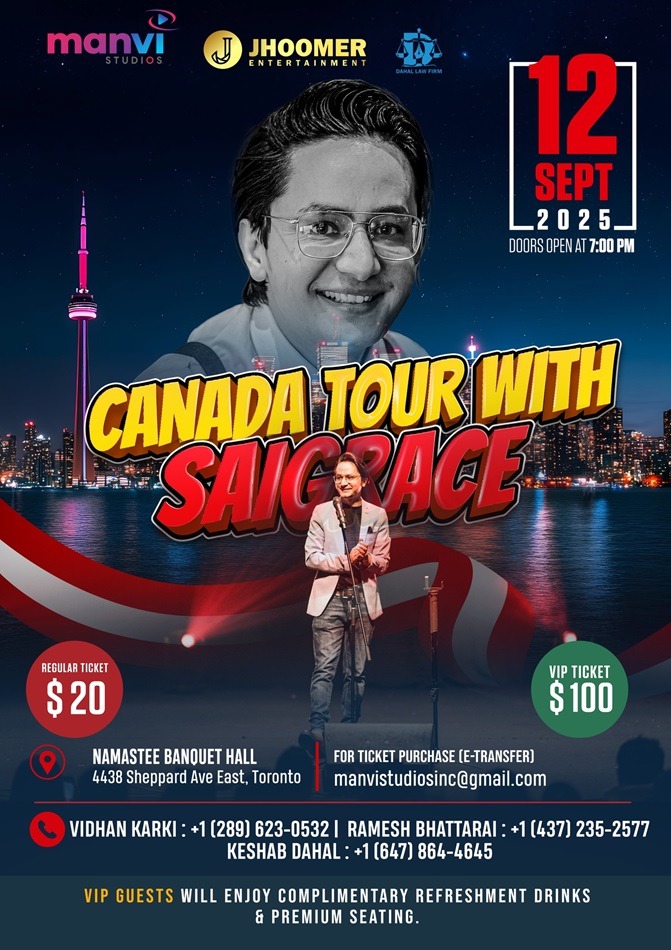 manvi
STUDIOS
J JHOOMER
ENTERTAINMENT
DAHAL LAW FIRM
12
SEPT
2025
DOORS OPEN AT 7:00 PM
CANADA TOUR WITH
SAIGRACE
REGULAR TICKET
$20
VIP TICKET
$100
NAMASTEE BANQUET HALL
4438 Sheppard Ave East, Toronto
FOR TICKET PURCHASE (E-TRANSFER)
manvistudiosinc@gmail.com
VIDHAN KARKI : +1 (289) 623-0532 | RAMESH BHATTARAI : +1 (437) 235-2577
KESHAB DAHAL : +1 (647) 864-4645
VIP GUESTS WILL ENJOY COMPLIMENTARY REFRESHMENT DRINKS
& PREMIUM SEATING.